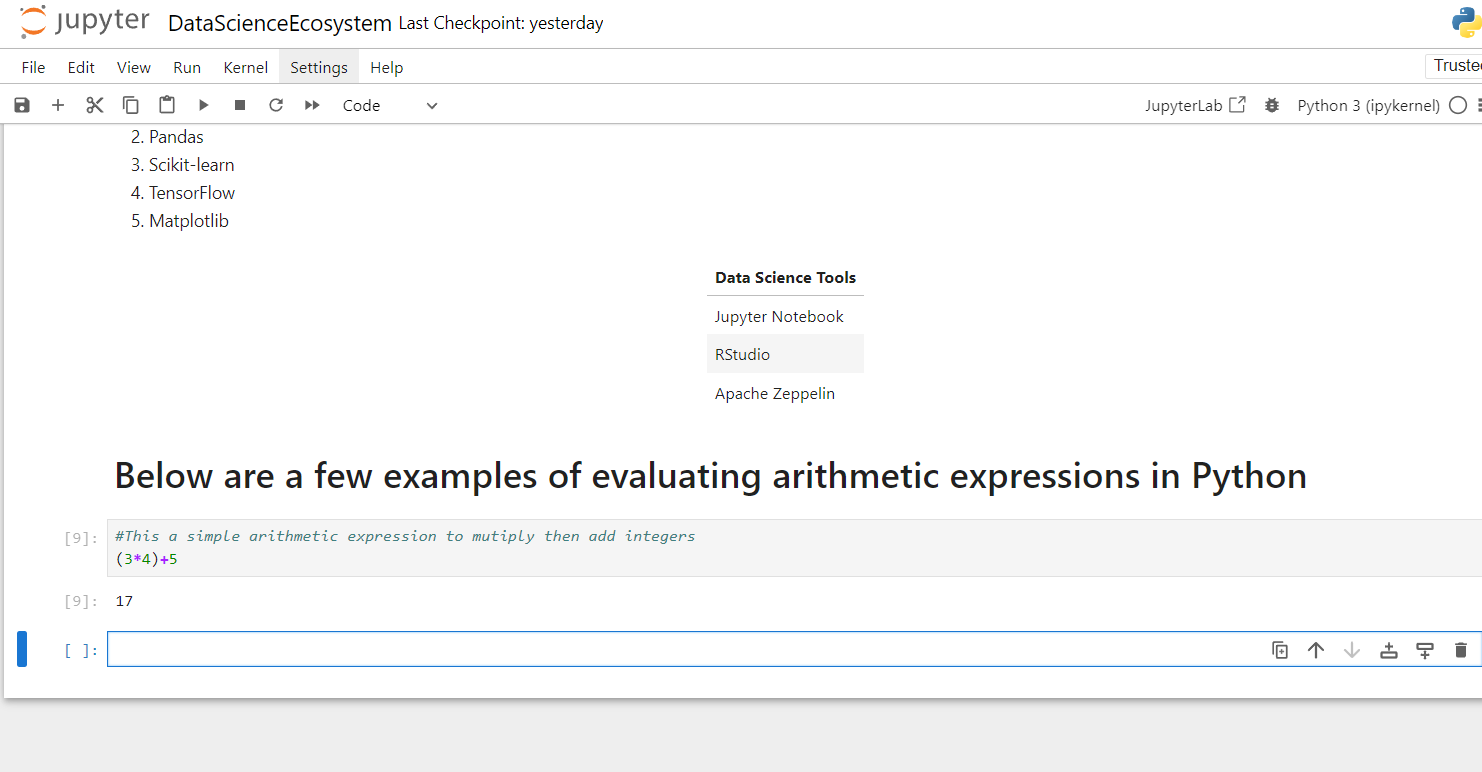 jupyter DataScienceEcosystem Last Checkpoint: yesterday
File Edit View Run Kernel Settings Help
Truste
Code JupyterLab Python 3 (ipykernel)
2. Pandas
3. Scikit-learn
4. TensorFlow
5. Matplotlib
Data Science Tools
Jupyter Notebook
RStudio
Apache Zeppelin
Below are a few examples of evaluating arithmetic expressions in Python
[9]: #This a simple arithmetic expression to mutiply then add integers
(3*4)+5
[9]: 17
[ ]: